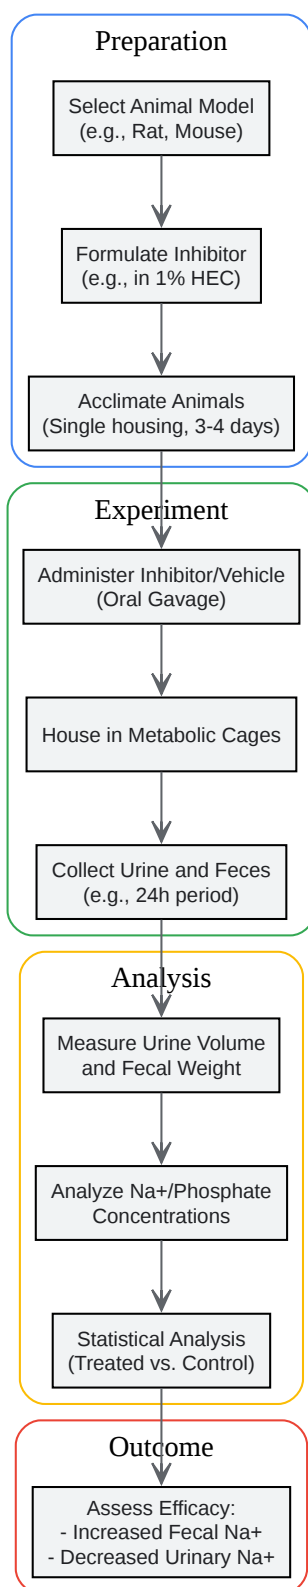 Preparation
Select Animal Model
(e.g., Rat, Mouse)
Formulate Inhibitor
(e.g., in 1% HEC)
Acclimate Animals
(Single housing, 3-4 days)
Experiment
Administer Inhibitor/Vehicle
(Oral Gavage)
House in Metabolic Cages
Collect Urine and Feces
(e.g., 24h period)
Analysis
Measure Urine Volume
and Fecal Weight
Analyze Na+/Phosphate
Concentrations
Statistical Analysis
(Treated vs. Control)
Outcome
Assess Efficacy:
- Increased Fecal Na+
- Decreased Urinary Na+